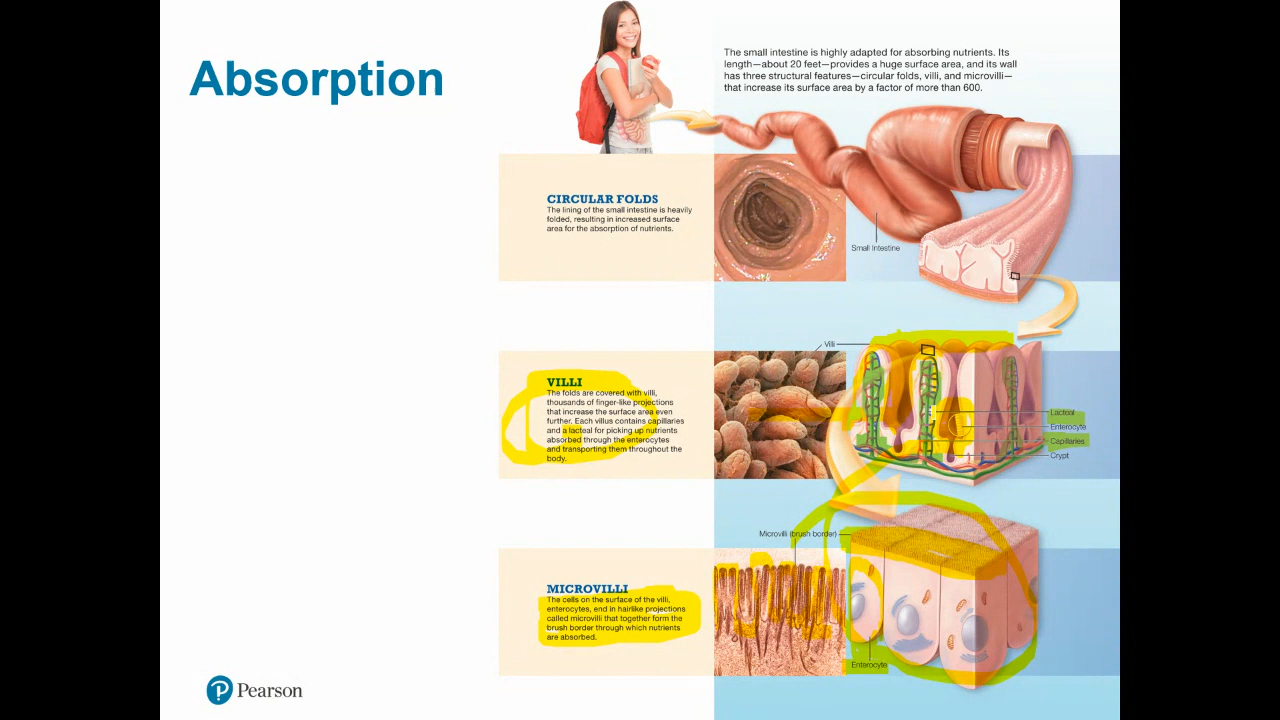 Absorption
The small intestine is highly adapted for absorbing nutrients. Its
length—about 20 feet—provides a huge surface area, and its wall
has three structural features—circular folds, villi, and microvilli—
that increase its surface area by a factor of more than 600.
CIRCULAR FOLDS
The lining of the small intestine is heavily
folded, resulting in increased surface
area for the absorption of nutrients.
Small Intestine
Villi
VILLI
The folds are covered with villi,
thousands of finger-like projections
that increase the surface area even
further. Each villus contains capillaries
and a lacteal for picking up nutrients
absorbed through the enterocytes
and transporting them throughout the
body.
Lacteal
Enterocyte
Capillaries
Crypt
Microvilli (brush border)
MICROVILLI
The cells on the surface of the villi,
enterocytes, end in hairlike projections
called microvilli that together form the
brush border through which nutrients
are absorbed.
Enterocyte
P Pearson